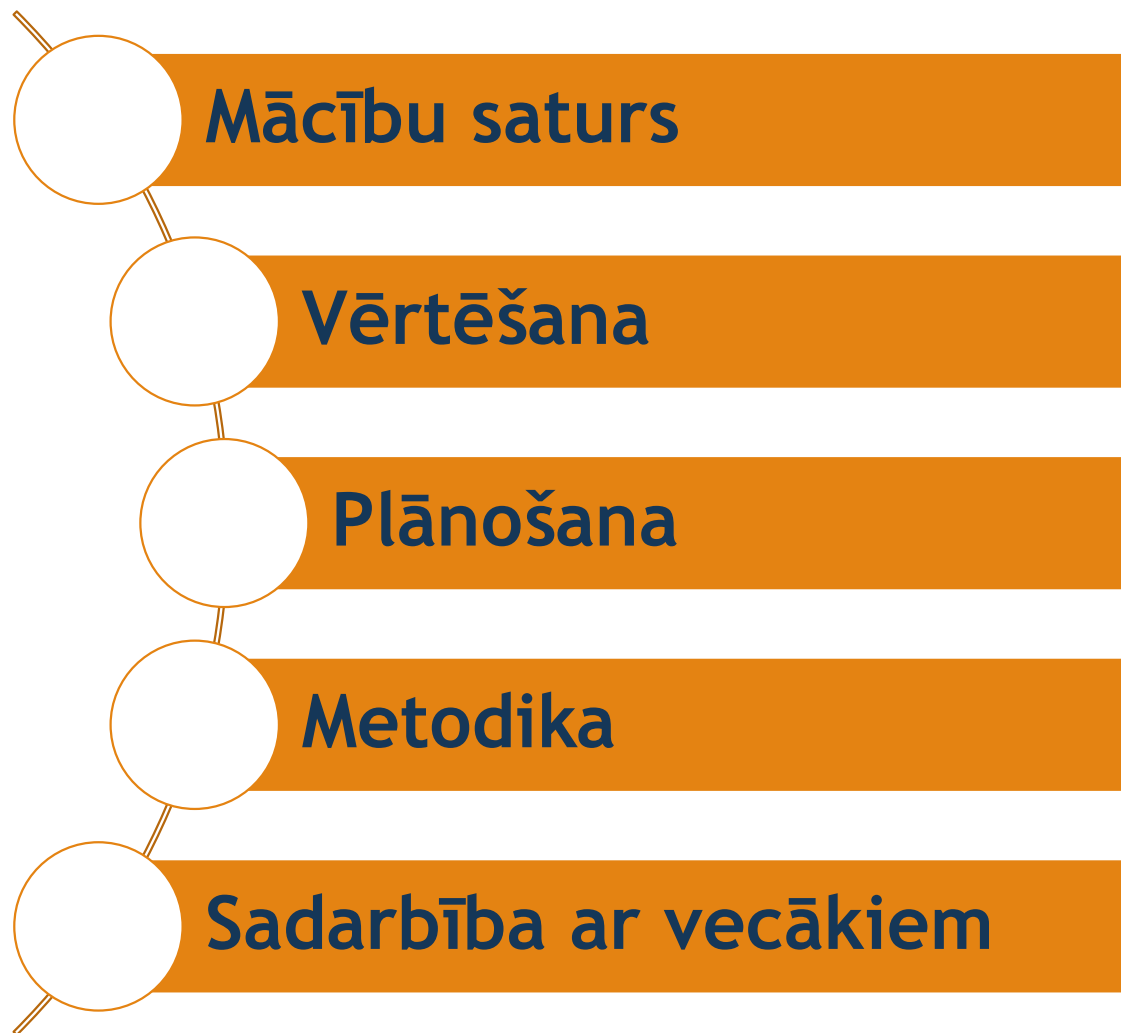 Mācību saturs
Vērtēšana
Plānošana
Metodika
Sadarbība ar vecākiem